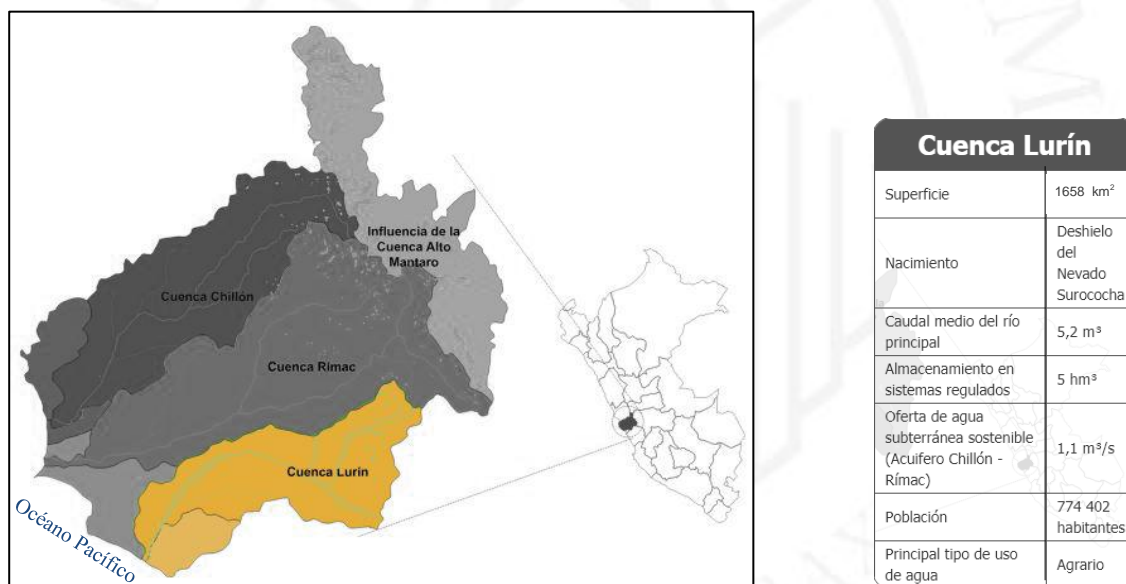 Influencia de la
Cuenca Alto
Mantaro
Cuenca Chillón
Cuenca Rímac
Cuenca Lurín
Océano Pacífico
Cuenca Lurín
Superficie
1658 km²
Nacimiento
Deshielo
del
Nevado
Surococha
Caudal medio del río
principal
5,2 m³
Almacenamiento en
sistemas regulados
5 hm³
Oferta de agua
subterránea sostenible
(Acuifero Chillón -
Rímac)
1,1 m³/s
Población
774 402
habitantes
Principal tipo de uso
de agua
Agrario